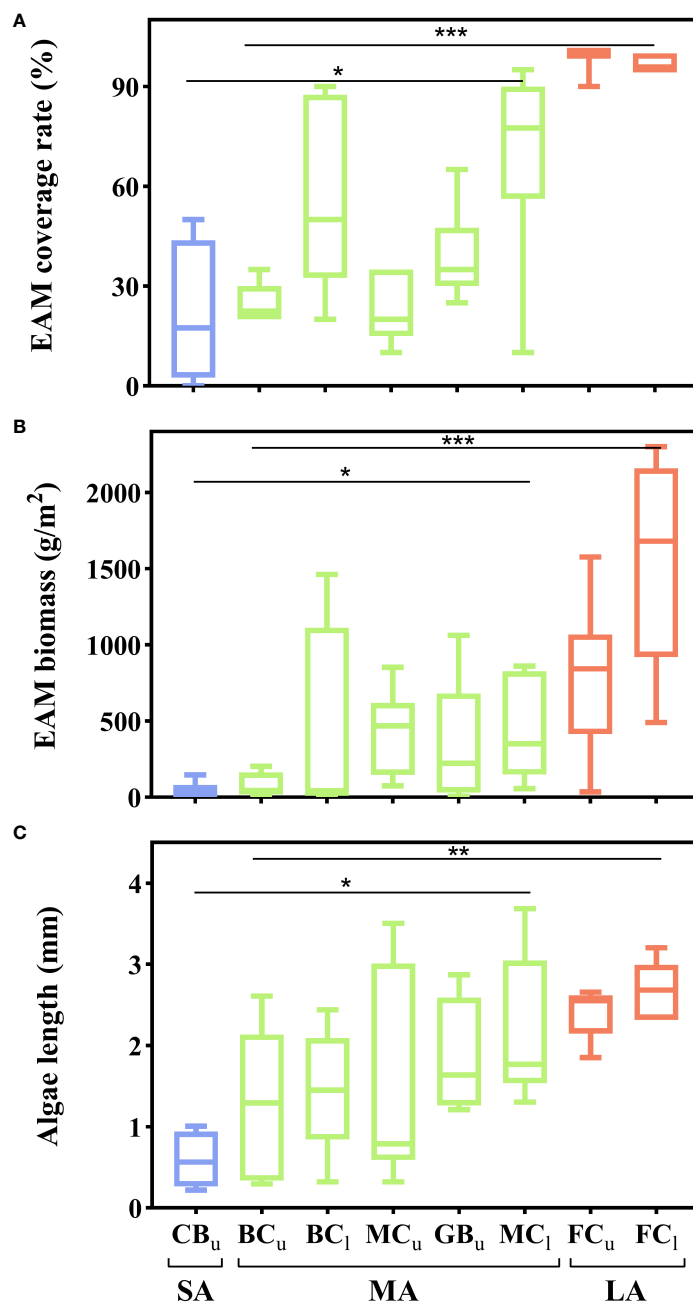 A
EAM coverage rate (%)
90
60
30
0
***
*
B
EAM biomass (g/m²)
2000
1500
1000
500
0
***
*
C
Algae length (mm)
4
3
2
1
0
**
*
CBᵤ BCᵤ BCₗ MCᵤ GBᵤ MCₗ FCᵤ FCₗ
SA MA LA